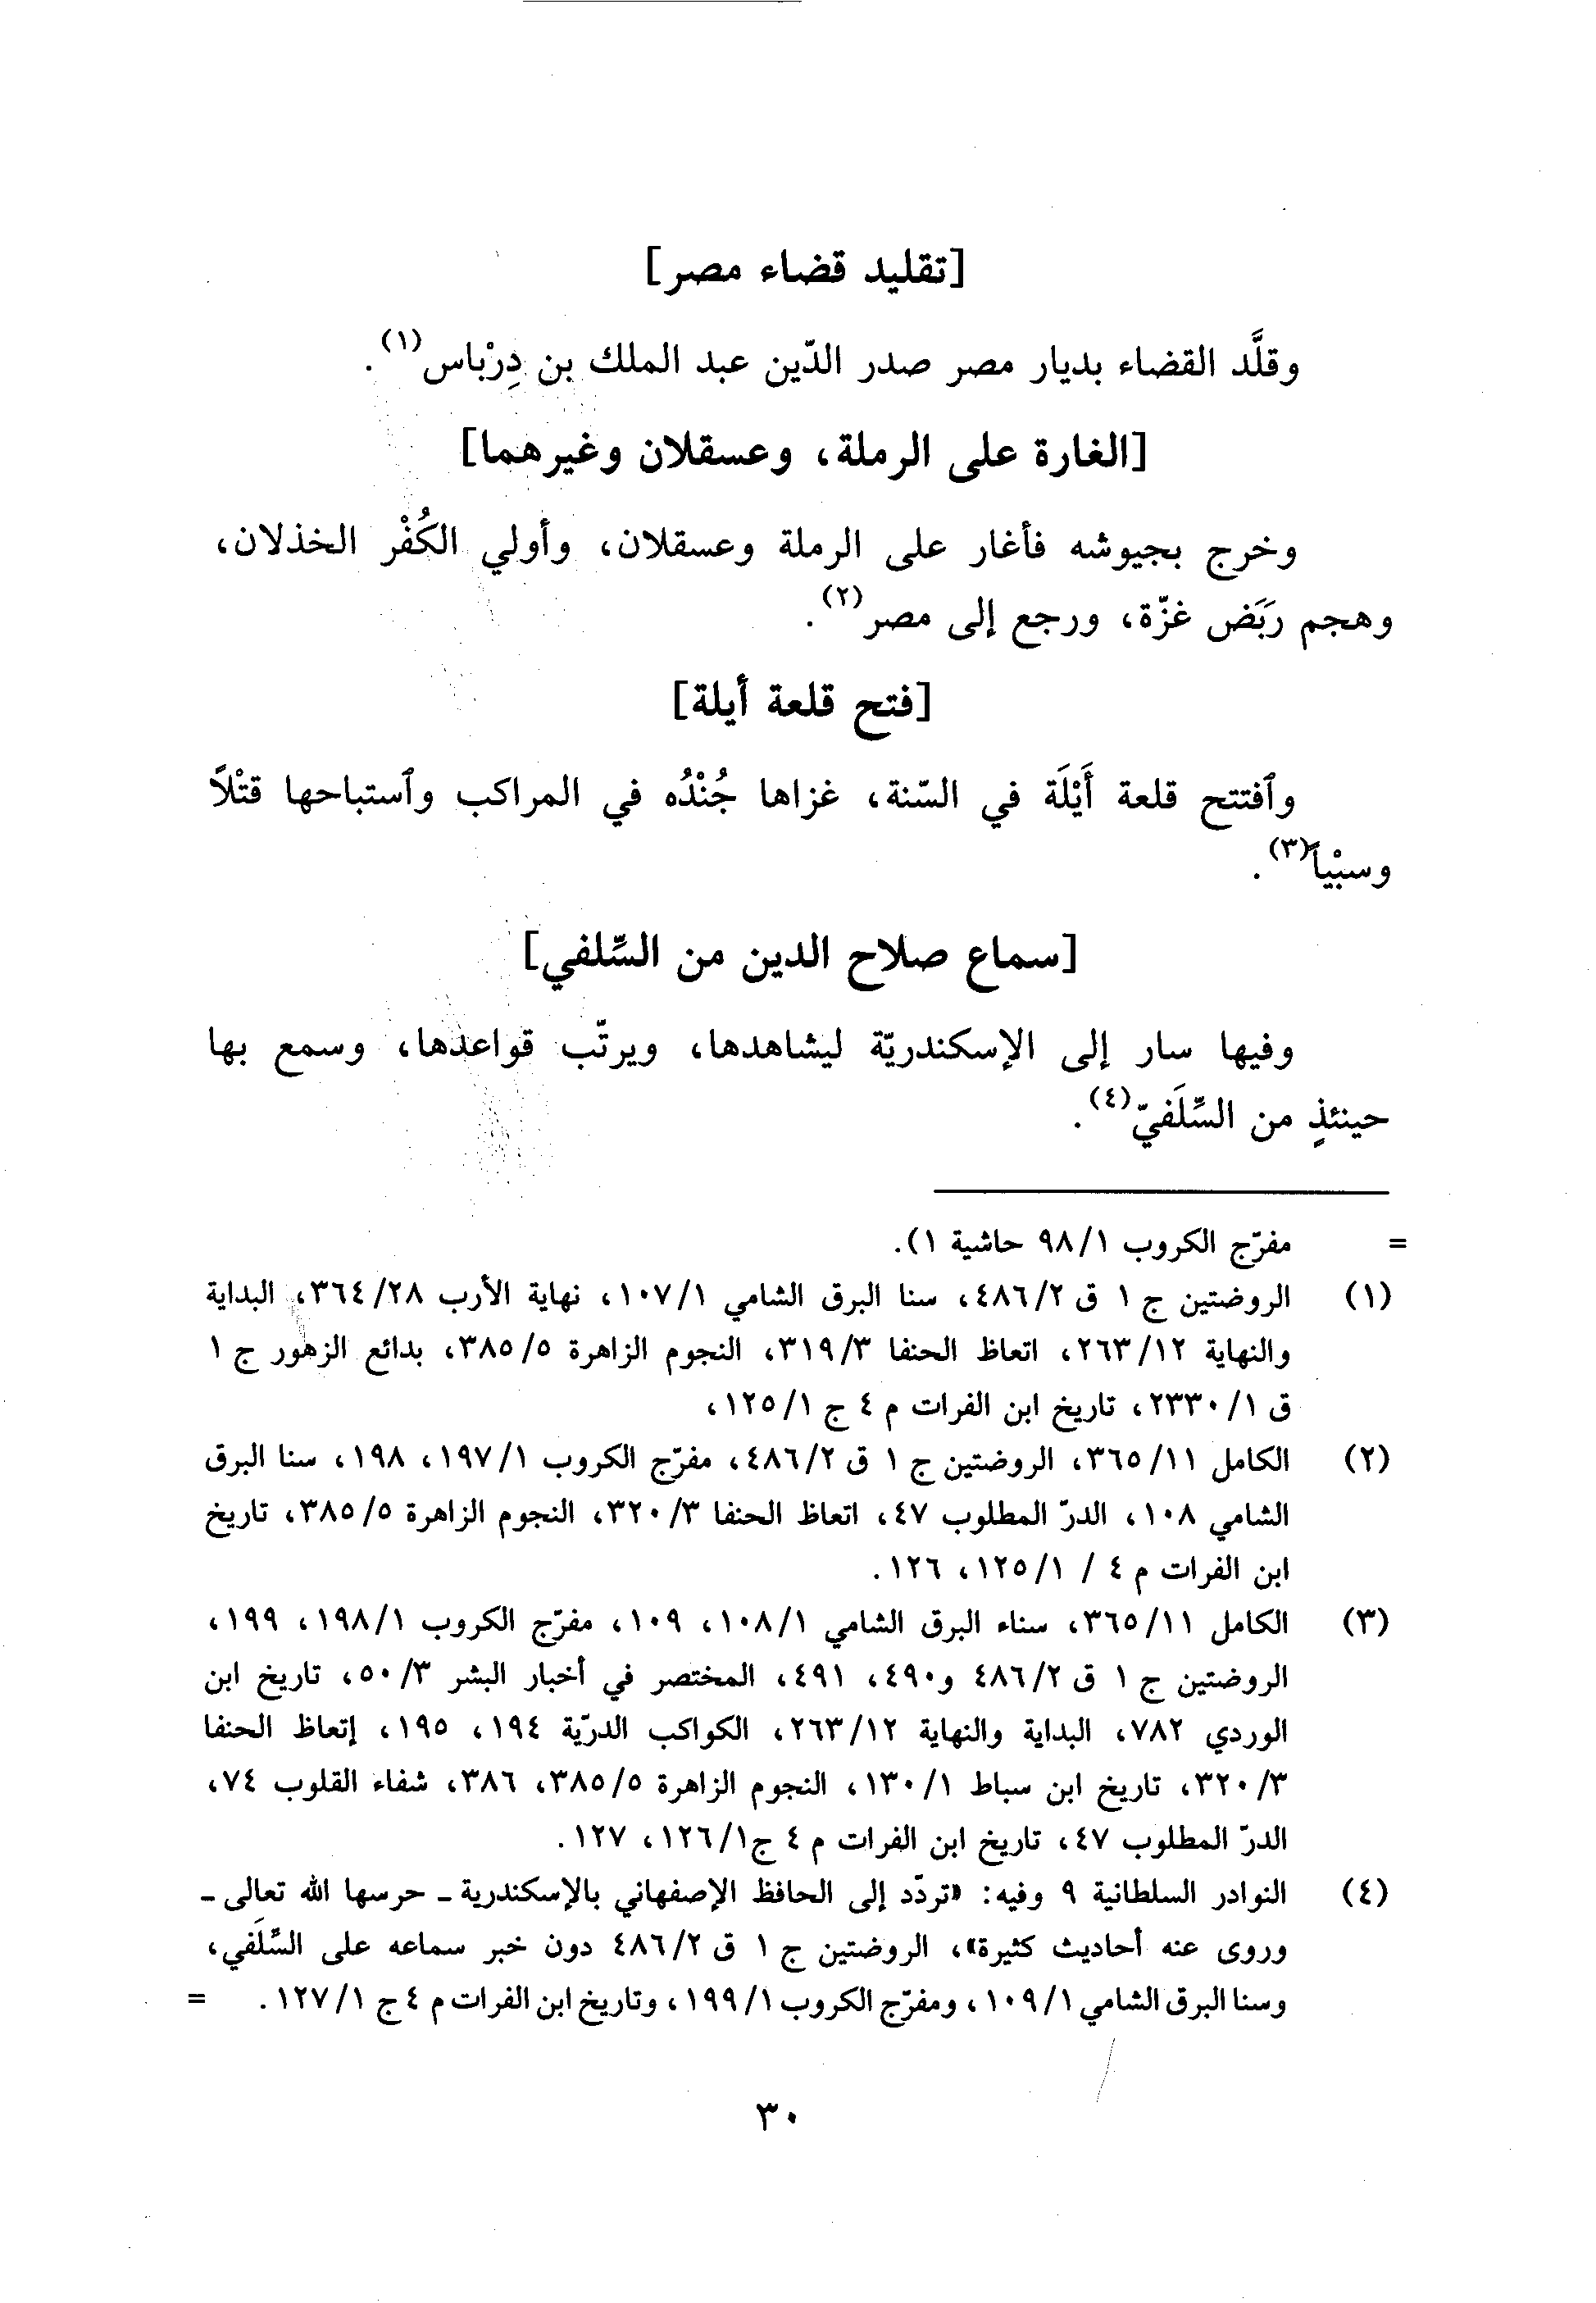 [تقليد قضاء مصر]
وقلَّد القضاء بديار مصر صدر الدّين عبد الملك بن دِرْباس(١).
[الغارة على الرملة، وعسقلان وغيرهما]
وخرج بجيوشه فأغار على الرملة وعسقلان، وأولي الكُفْر الخذلان،
وهجم رَبَض غزّة، ورجع إلى مصر(٢).
[فتح قلعة أيلة]
وٱفتتح قلعة أَيْلَة في السّنة، غزاها جُنْدُه في المراكب وٱستباحها قتْلاً
وسبْياً(٣).
[سماع صلاح الدين من السِّلفي]
وفيها سار إلى الإسكندريّة ليشاهدها، ويرتّب قواعدها، وسمع بها
حينئذٍ من السِّلَفيّ(٤).
= مفرّج الكروب ٩٨/١ حاشية ١).
(١) الروضتين ج ١ ق ٤٨٦/٢، سنا البرق الشامي ١٠٧/١، نهاية الأرب ٣٦٤/٢٨، البداية
والنهاية ٢٦٣/١٢، اتعاظ الحنفا ٣١٩/٣، النجوم الزاهرة ٣٨٥/٥، بدائع الزهور ج ١
ق ٢٣٣٠/١، تاريخ ابن الفرات م ٤ ج ١٢٥/١،
(٢) الكامل ٣٦٥/١١، الروضتين ج ١ ق ٤٨٦/٢، مفرّج الكروب ١٩٧/١، ١٩٨، سنا البرق
الشامي ١٠٨، الدرّ المطلوب ٤٧، اتعاظ الحنفا ٣٢٠/٣، النجوم الزاهرة ٣٨٥/٥، تاريخ
ابن الفرات م ٤ / ١٢٥/١، ١٢٦.
(٣) الكامل ٣٦٥/١١، سناء البرق الشامي ١٠٨/١، ١٠٩، مفرّج الكروب ١٩٨/١، ١٩٩،
الروضتين ج ١ ق ٤٨٦/٢ و٤٩٠، ٤٩١، المختصر في أخبار البشر ٥٠/٣، تاريخ ابن
الوردي ٧٨٢، البداية والنهاية ٢٦٣/١٢، الكواكب الدرّية ١٩٤، ١٩٥، إتعاظ الحنفا
٣٢٠/٣، تاريخ ابن سباط ١٣٠/١، النجوم الزاهرة ٣٨٥/٥، ٣٨٦، شفاء القلوب ٧٤،
الدرّ المطلوب ٤٧، تاريخ ابن الفرات م ٤ ج١٢٦/١، ١٢٧.
(٤) النوادر السلطانية ٩ وفيه: «تردّد إلى الحافظ الإصفهاني بالإسكندرية ـ حرسها الله تعالى ـ
وروى عنه أحاديث كثيرة»، الروضتين ج ١ ق ٤٨٦/٢ دون خبر سماعه على السِّلَفي،
وسنا البرق الشامي ١٠٩/١، ومفرّج الكروب ١٩٩/١، وتاريخ ابن الفرات م ٤ ج ١٢٧/١. =
٣٠